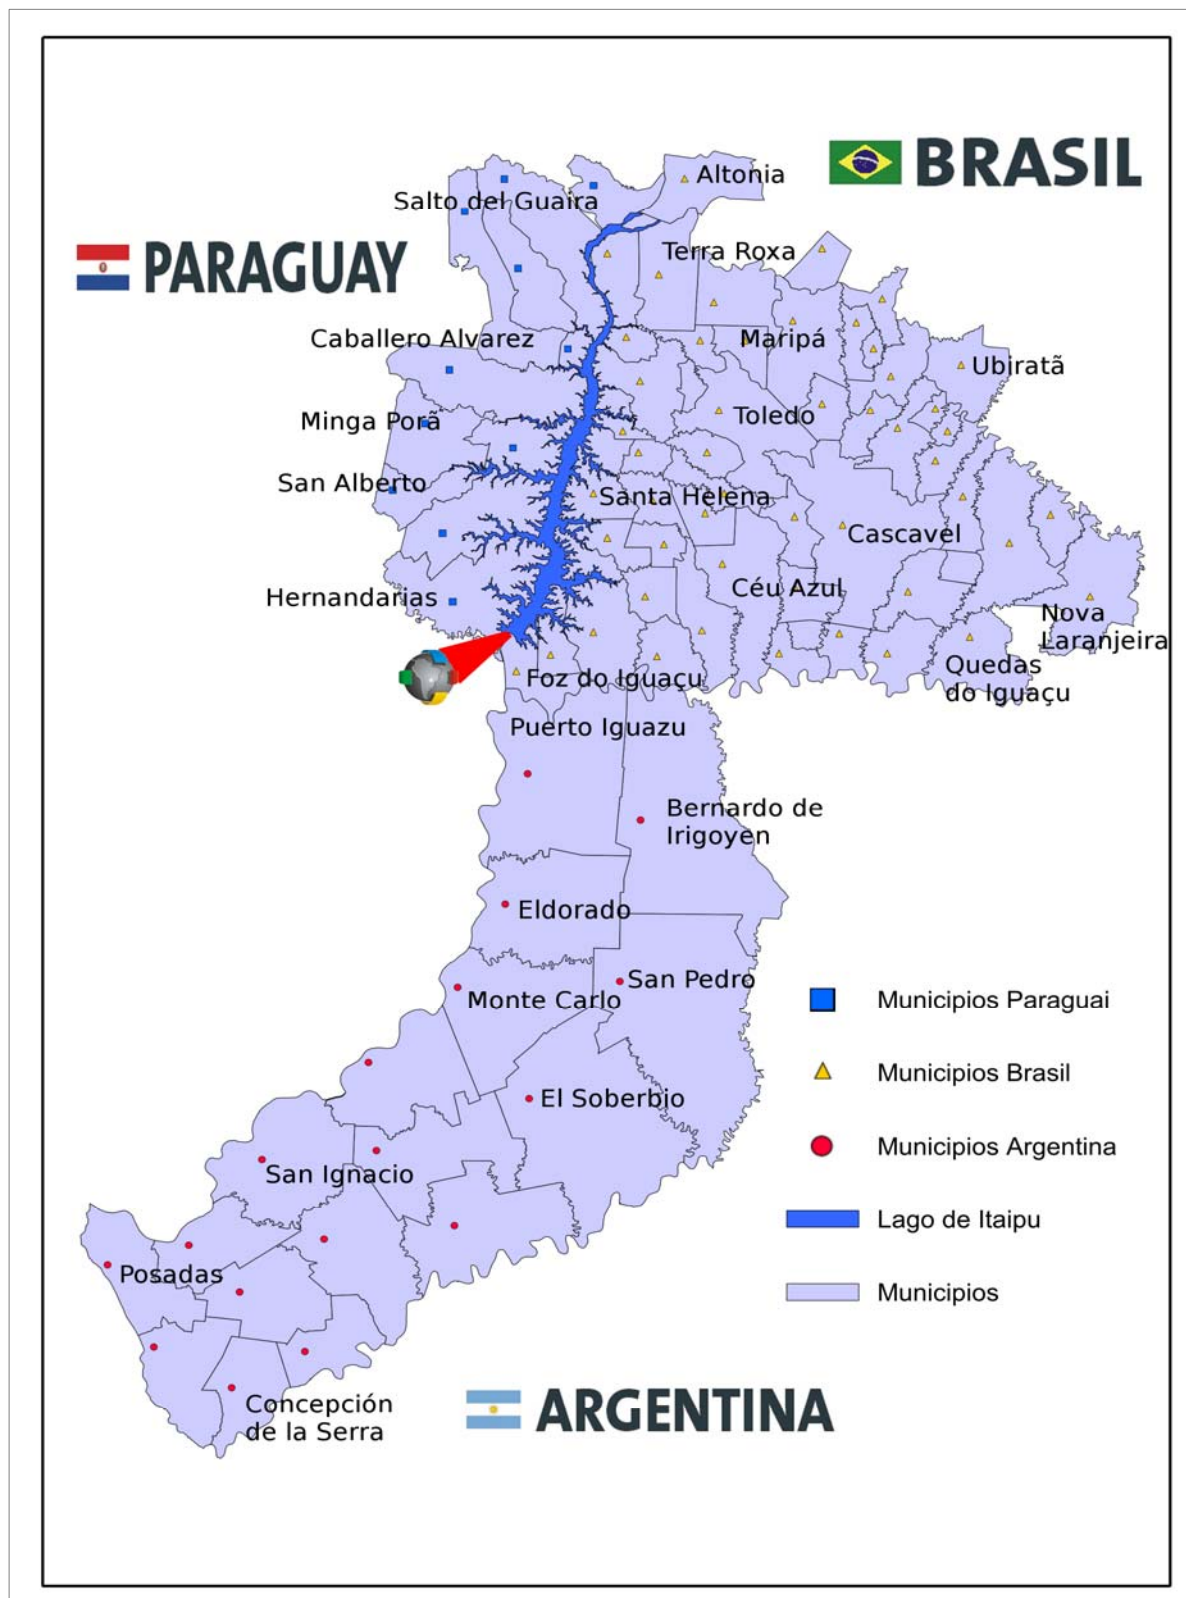 BRASIL
Altonia
Salto del Guaira
PARAGUAY
Terra Roxa
Caballero Alvarez
Maripá
Ubiratã
Minga Porã
Toledo
San Alberto
Santa Helena
Cascavel
Céu Azul
Hernandarias
Nova
Laranjeira
Foz do Iguaçu
Quedas
do Iguaçu
Puerto Iguazu
Bernardo de
Irigoyen
Eldorado
San Pedro
Monte Carlo
El Soberbio
San Ignacio
Posadas
Concepción
de la Serra
ARGENTINA
Municipios Paraguai
Municipios Brasil
Municipios Argentina
Lago de Itaipu
Municipios